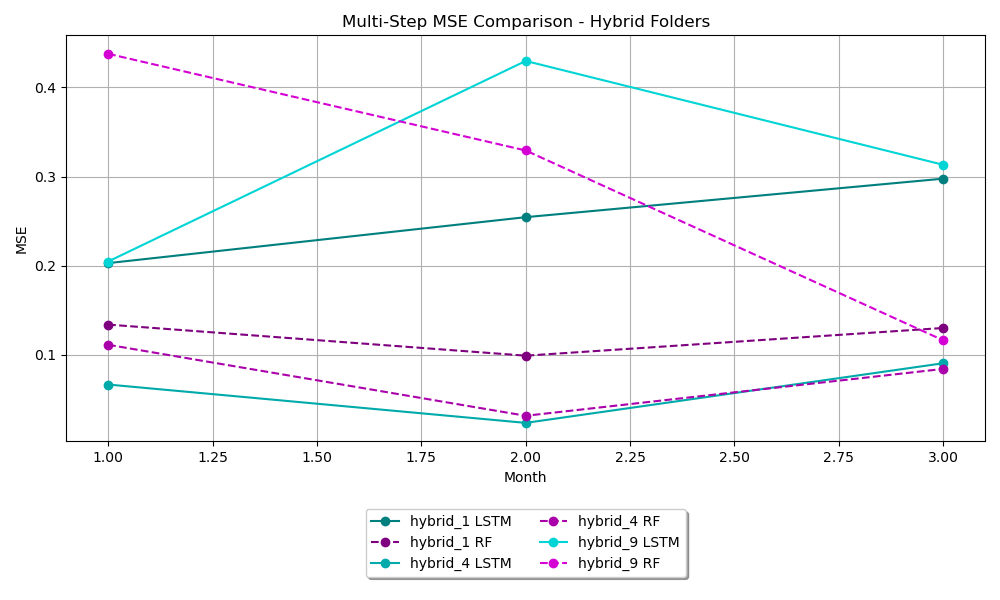 Multi-Step MSE Comparison - Hybrid Folders
0.4
0.3
0.2
0.1
MSE
1.00 1.25 1.50 1.75 2.00 2.25 2.50 2.75 3.00
Month
hybrid_1 LSTM
hybrid_1 RF
hybrid_4 LSTM
hybrid_4 RF
hybrid_9 LSTM
hybrid_9 RF